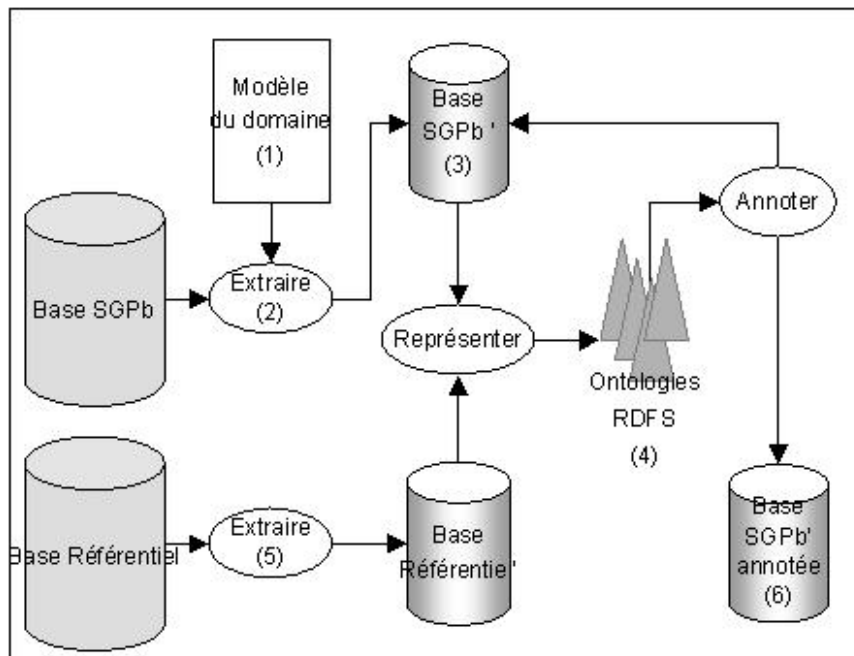 Modèle
du domaine
(1)
Base
SGPb '
(3)
Annoter
Base SGPb
Extraire
(2)
Représenter
Ontologies
RDFS
(4)
Base Référentiel
Extraire
(5)
Base
Référentie'
Base
SGPb'
annotée
(6)